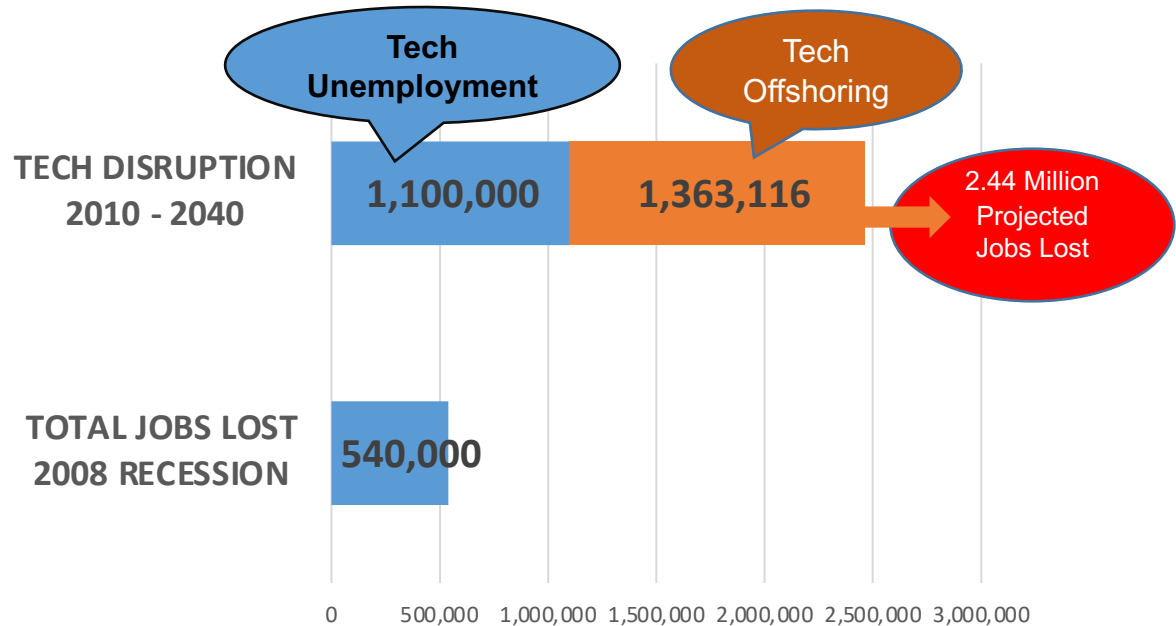 Tech
Unemployment
Tech
Offshoring
TECH DISRUPTION
2010 - 2040
1,100,000
1,363,116
2.44 Million
Projected
Jobs Lost
TOTAL JOBS LOST
2008 RECESSION
540,000
0 500,000 1,000,000 1,500,000 2,000,000 2,500,000 3,000,000